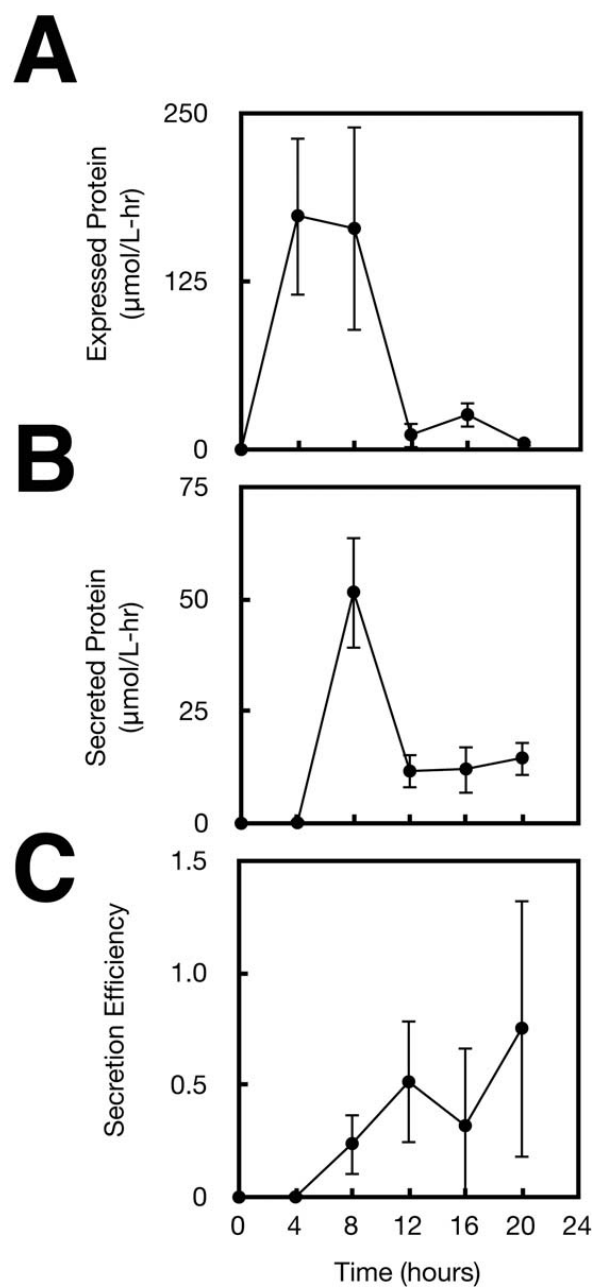 A
250
125
0
Expressed Protein
(µmol/L-hr)
B
75
50
25
0
Secreted Protein
(µmol/L-hr)
C
1.5
1.0
0.5
0
Secretion Efficiency
0 4 8 12 16 20 24
Time (hours)